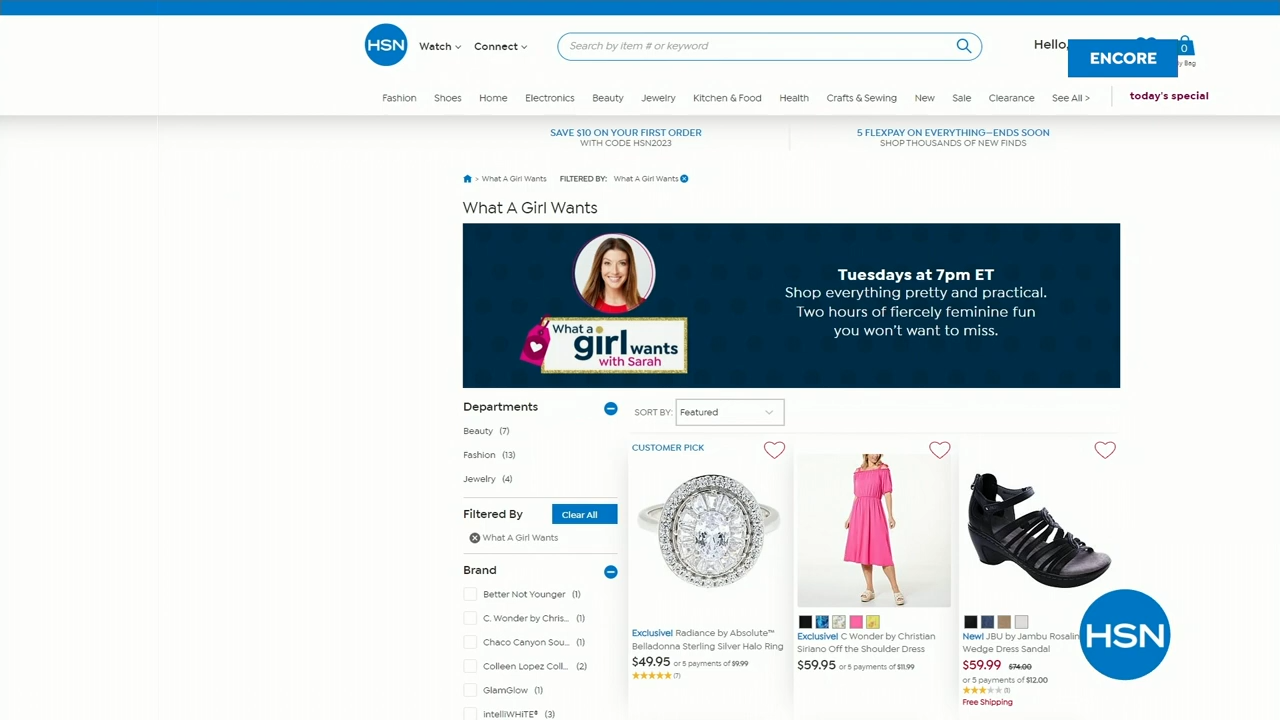 HSN
Watch
Connect
Search by item # or keyword
Hello,
ENCORE
0
Bag
Fashion Shoes Home Electronics Beauty Jewelry Kitchen & Food Health Crafts & Sewing New Sale Clearance See All > today's special
SAVE $10 ON YOUR FIRST ORDER
WITH CODE HSN2023
5 FLEXPAY ON EVERYTHING—ENDS SOON
SHOP THOUSANDS OF NEW FINDS
> What A Girl Wants FILTERED BY: What A Girl Wants
What A Girl Wants
What a
girl wants
with Sarah
Tuesdays at 7pm ET
Shop everything pretty and practical.
Two hours of fiercely feminine fun
you won't want to miss.
Departments
Beauty (7)
Fashion (13)
Jewelry (4)
Filtered By
Clear All
What A Girl Wants
Brand
Better Not Younger (1)
C. Wonder by Chris... (1)
Chaco Canyon Sou... (1)
Colleen Lopez Coll... (2)
GlamGlow (1)
intelliWHiTE® (3)
SORT BY: Featured
CUSTOMER PICK
Exclusive! Radiance by Absolute™
Belladonna Sterling Silver Halo Ring
$49.95 or 5 payments of $9.99
(7)
Exclusive! C Wonder by Christian
Siriano Off the Shoulder Dress
$59.95 or 5 payments of $11.99
New! JBU by Jambu Rosalin
Wedge Dress Sandal
$59.99 $74.00
or 5 payments of $12.00
Free Shipping
HSN